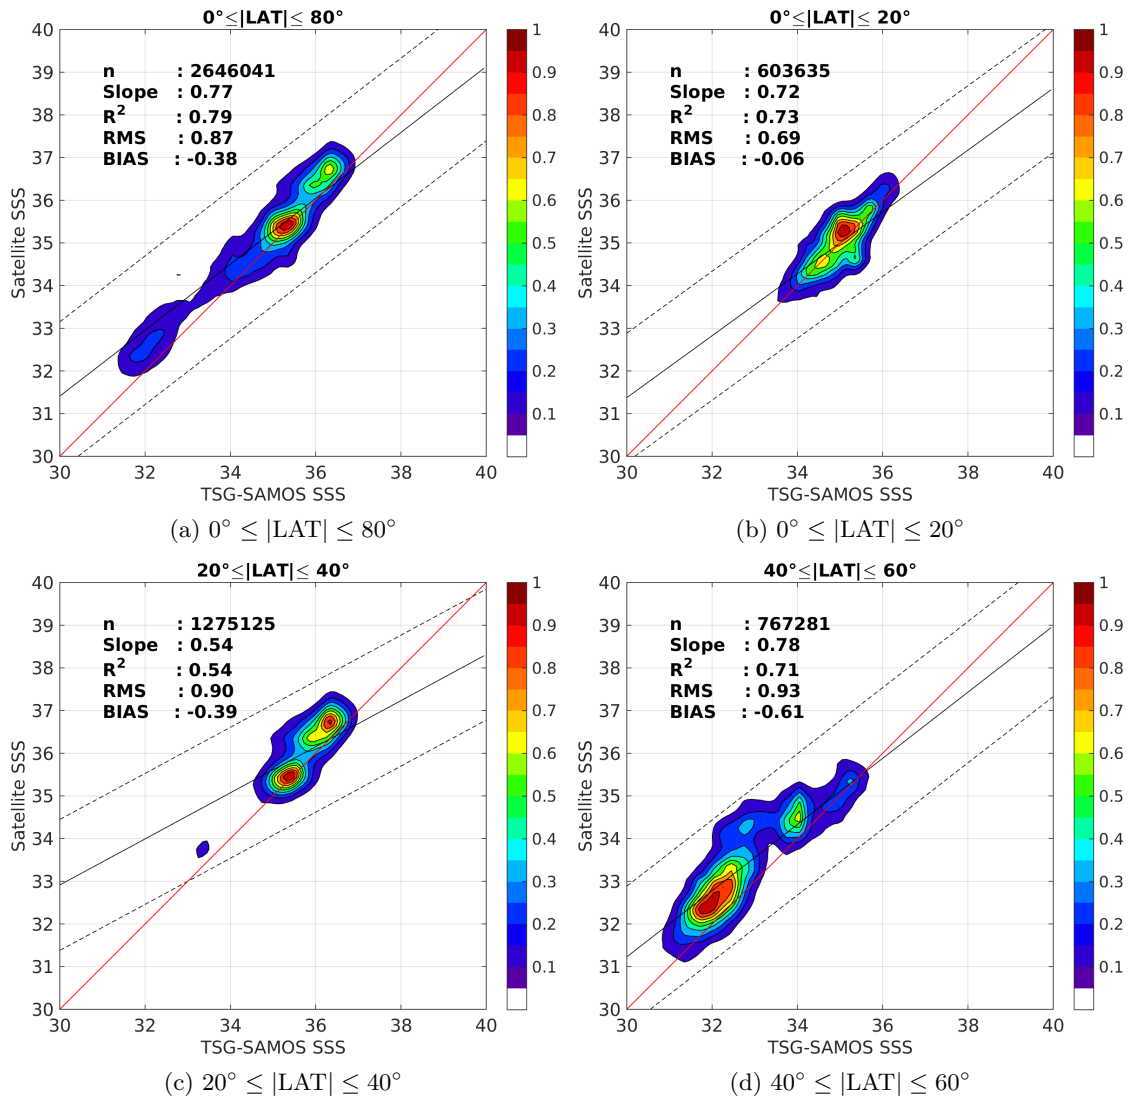 0°≤|LAT|≤ 80°
n : 2646041
Slope : 0.77
R² : 0.79
RMS : 0.87
BIAS : -0.38
40
39
38
37
36
35
34
33
32
31
30
Satellite SSS
30 32 34 36 38 40
TSG-SAMOS SSS
1
0.9
0.8
0.7
0.6
0.5
0.4
0.3
0.2
0.1
(a) 0° ≤ |LAT| ≤ 80°
0°≤|LAT|≤ 20°
n : 603635
Slope : 0.72
R² : 0.73
RMS : 0.69
BIAS : -0.06
40
39
38
37
36
35
34
33
32
31
30
Satellite SSS
30 32 34 36 38 40
TSG-SAMOS SSS
1
0.9
0.8
0.7
0.6
0.5
0.4
0.3
0.2
0.1
(b) 0° ≤ |LAT| ≤ 20°
20°≤|LAT|≤ 40°
n : 1275125
Slope : 0.54
R² : 0.54
RMS : 0.90
BIAS : -0.39
40
39
38
37
36
35
34
33
32
31
30
Satellite SSS
30 32 34 36 38 40
TSG-SAMOS SSS
1
0.9
0.8
0.7
0.6
0.5
0.4
0.3
0.2
0.1
(c) 20° ≤ |LAT| ≤ 40°
40°≤|LAT|≤ 60°
n : 767281
Slope : 0.78
R² : 0.71
RMS : 0.93
BIAS : -0.61
40
39
38
37
36
35
34
33
32
31
30
Satellite SSS
30 32 34 36 38 40
TSG-SAMOS SSS
1
0.9
0.8
0.7
0.6
0.5
0.4
0.3
0.2
0.1
(d) 40° ≤ |LAT| ≤ 60°